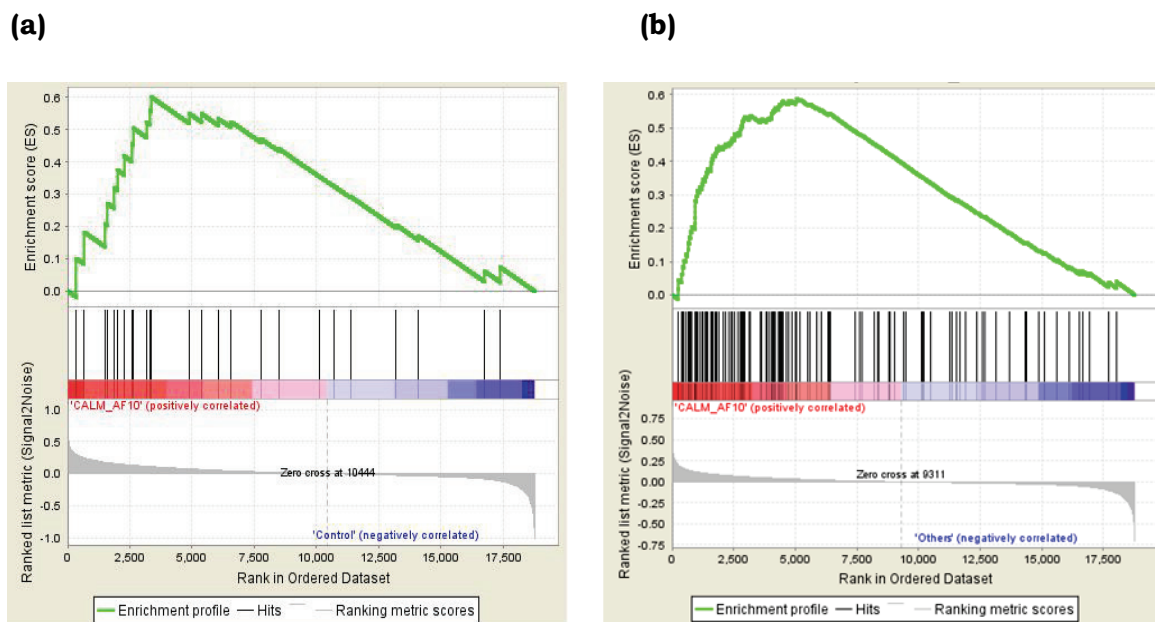 (a)
(b)
Enrichment score (ES)
0.6
0.5
0.4
0.3
0.2
0.1
0.0
'CALM_AF10' (positively correlated)
Ranked list metric (Signal2Noise)
1.0
0.5
0.0
-0.5
-1.0
Zero cross at 10444
'Control' (negatively correlated)
0 2,500 5,000 7,500 10,000 12,500 15,000 17,500
Rank in Ordered Dataset
Enrichment profile Hits Ranking metric scores
Enrichment score (ES)
0.6
0.5
0.4
0.3
0.2
0.1
0.0
'CALM_AF10' (positively correlated)
Ranked list metric (Signal2Noise)
0.75
0.50
0.25
0.00
-0.25
-0.50
-0.75
Zero cross at 9311
'Others' (negatively correlated)
0 2,500 5,000 7,500 10,000 12,500 15,000 17,500
Rank in Ordered Dataset
Enrichment profile Hits Ranking metric scores